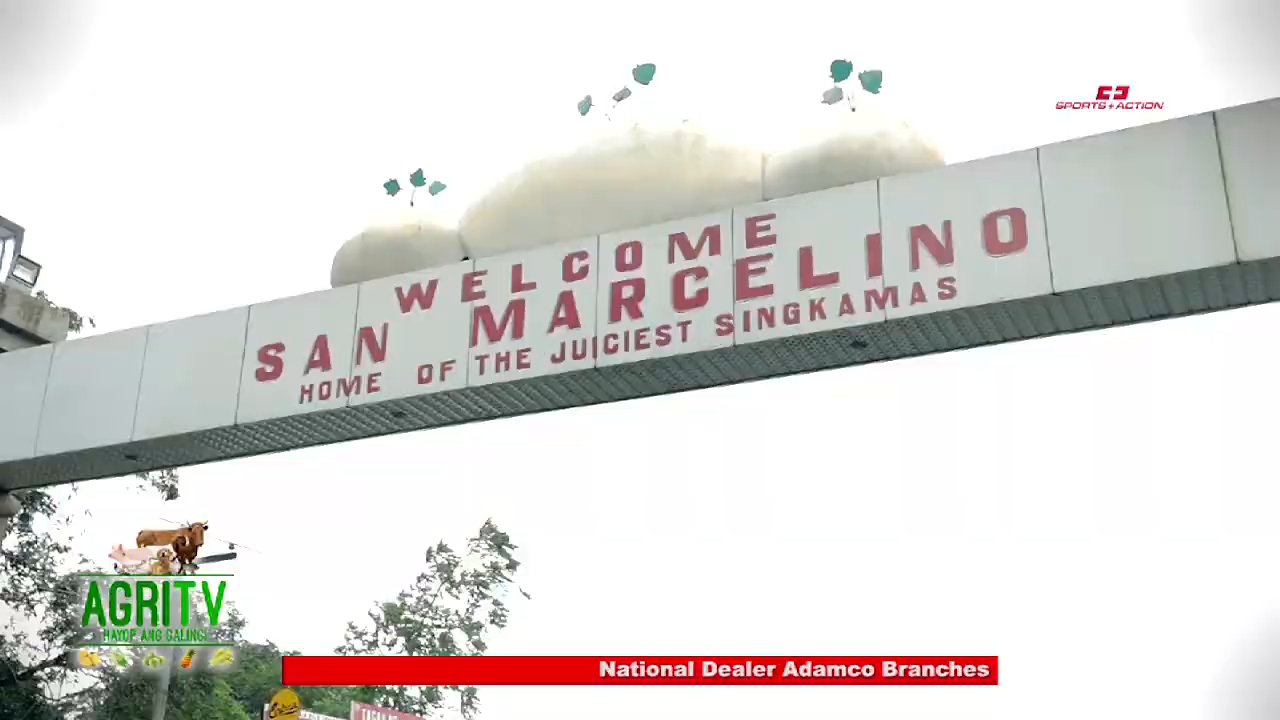 SPORTS+ACTION
WELCOME
SAN MARCELINO
HOME OF THE JUICIEST SINGKAMAS
AGRITV
HAYOP ANG GALING!
National Dealer Adamco Branches